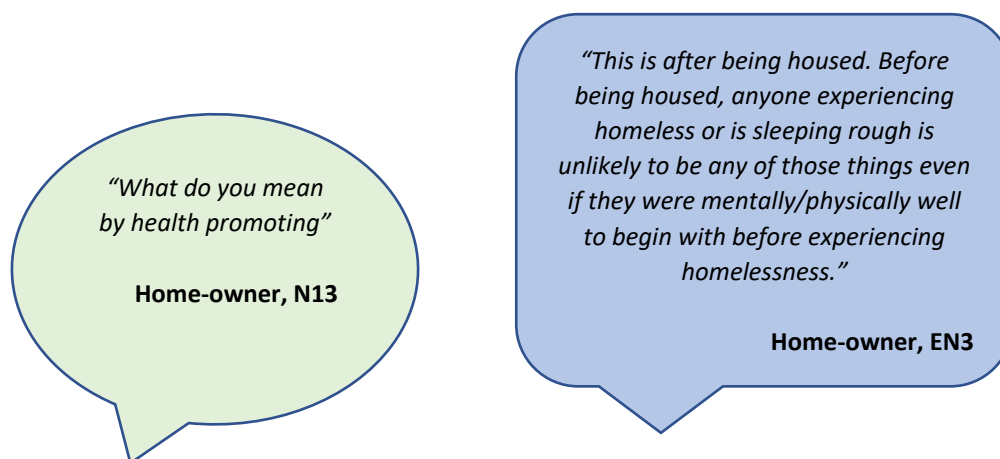 “What do you mean
by health promoting”
Home-owner, N13
“This is after being housed. Before
being housed, anyone experiencing
homeless or is sleeping rough is
unlikely to be any of those things even
if they were mentally/physically well
to begin with before experiencing
homelessness.”
Home-owner, EN3